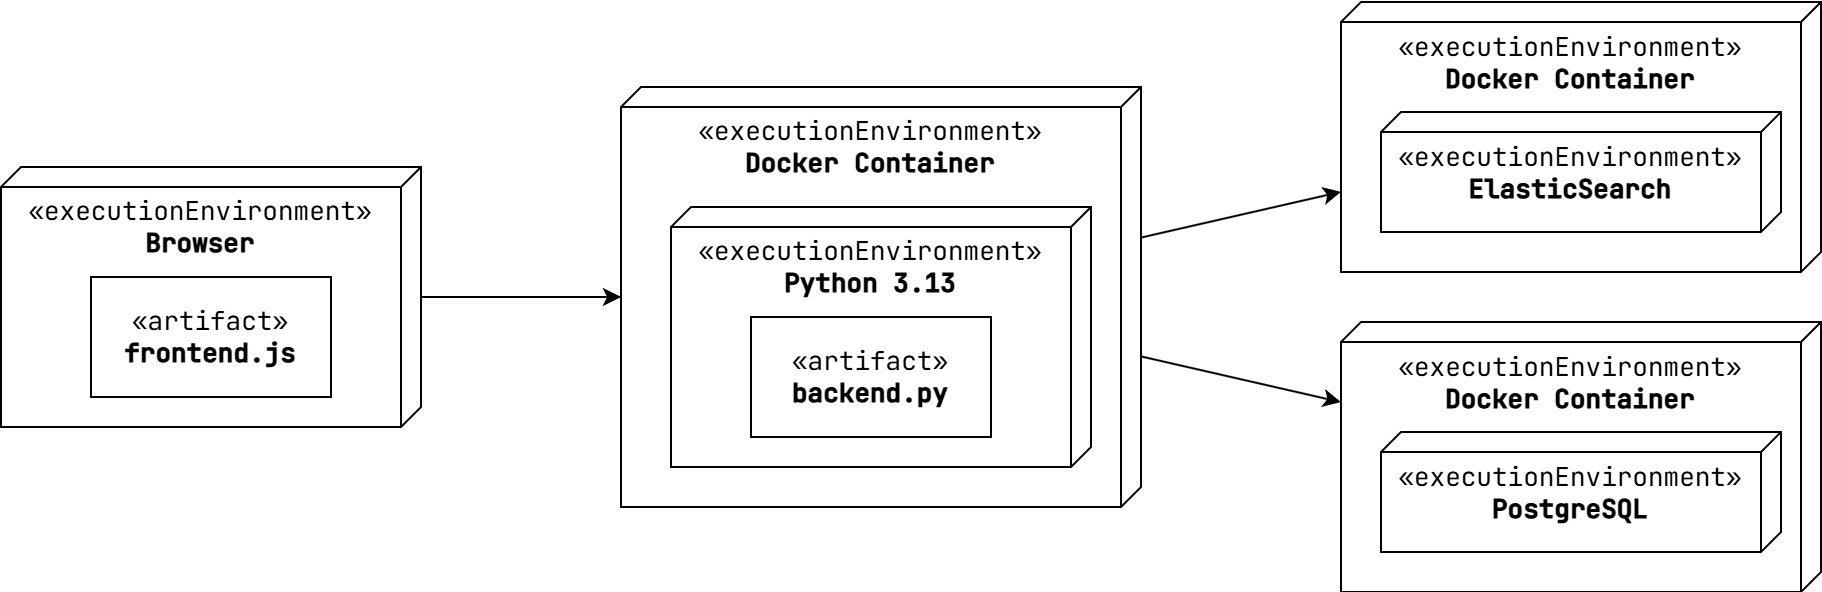 «executionEnvironment»
Browser
«artifact»
frontend.js
«executionEnvironment»
Docker Container
«executionEnvironment»
Python 3.13
«artifact»
backend.py
«executionEnvironment»
Docker Container
«executionEnvironment»
ElasticSearch
«executionEnvironment»
Docker Container
«executionEnvironment»
PostgreSQL